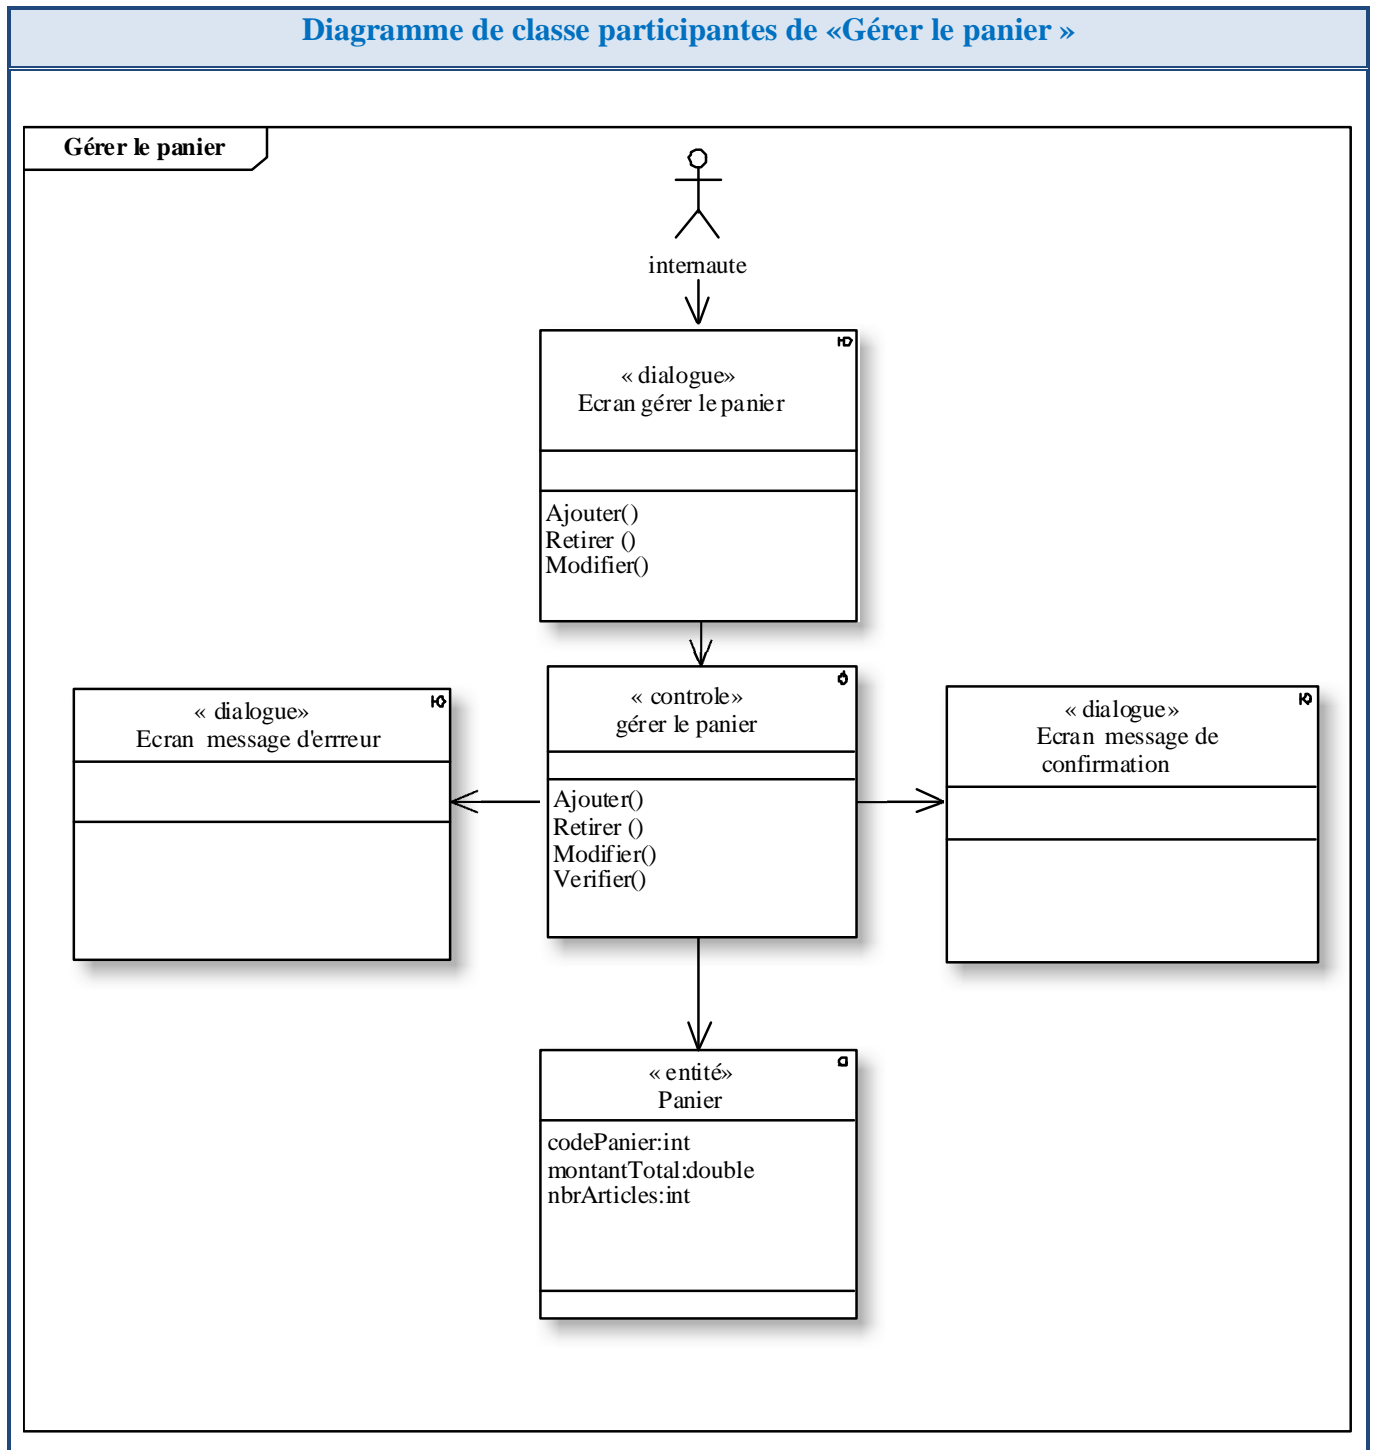 Diagramme de classe participantes de «Gérer le panier »
Gérer le panier
internaute
« dialogue»
Ecran gérer le panier
Ajouter()
Retirer ()
Modifier()
« controle»
gérer le panier
Ajouter()
Retirer ()
Modifier()
Verifier()
« dialogue»
Ecran message d'errreur
« dialogue»
Ecran message de
confirmation
« entité»
Panier
codePanier:int
montantTotal:double
nbrArticles:int